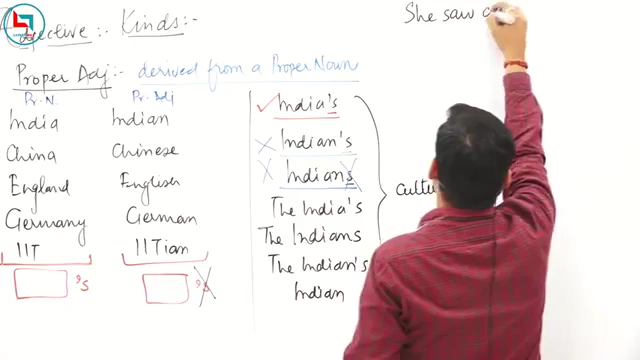 Adjective :- Kinds :-
Proper Adj :- derived from a Proper Noun
Pr. N. Pr. Adj
India Indian
China Chinese
England English
Germany German
IIT IITian
's 's
India's
Indian's
Indians
The India's
The Indians
The Indian's
Indian
She saw